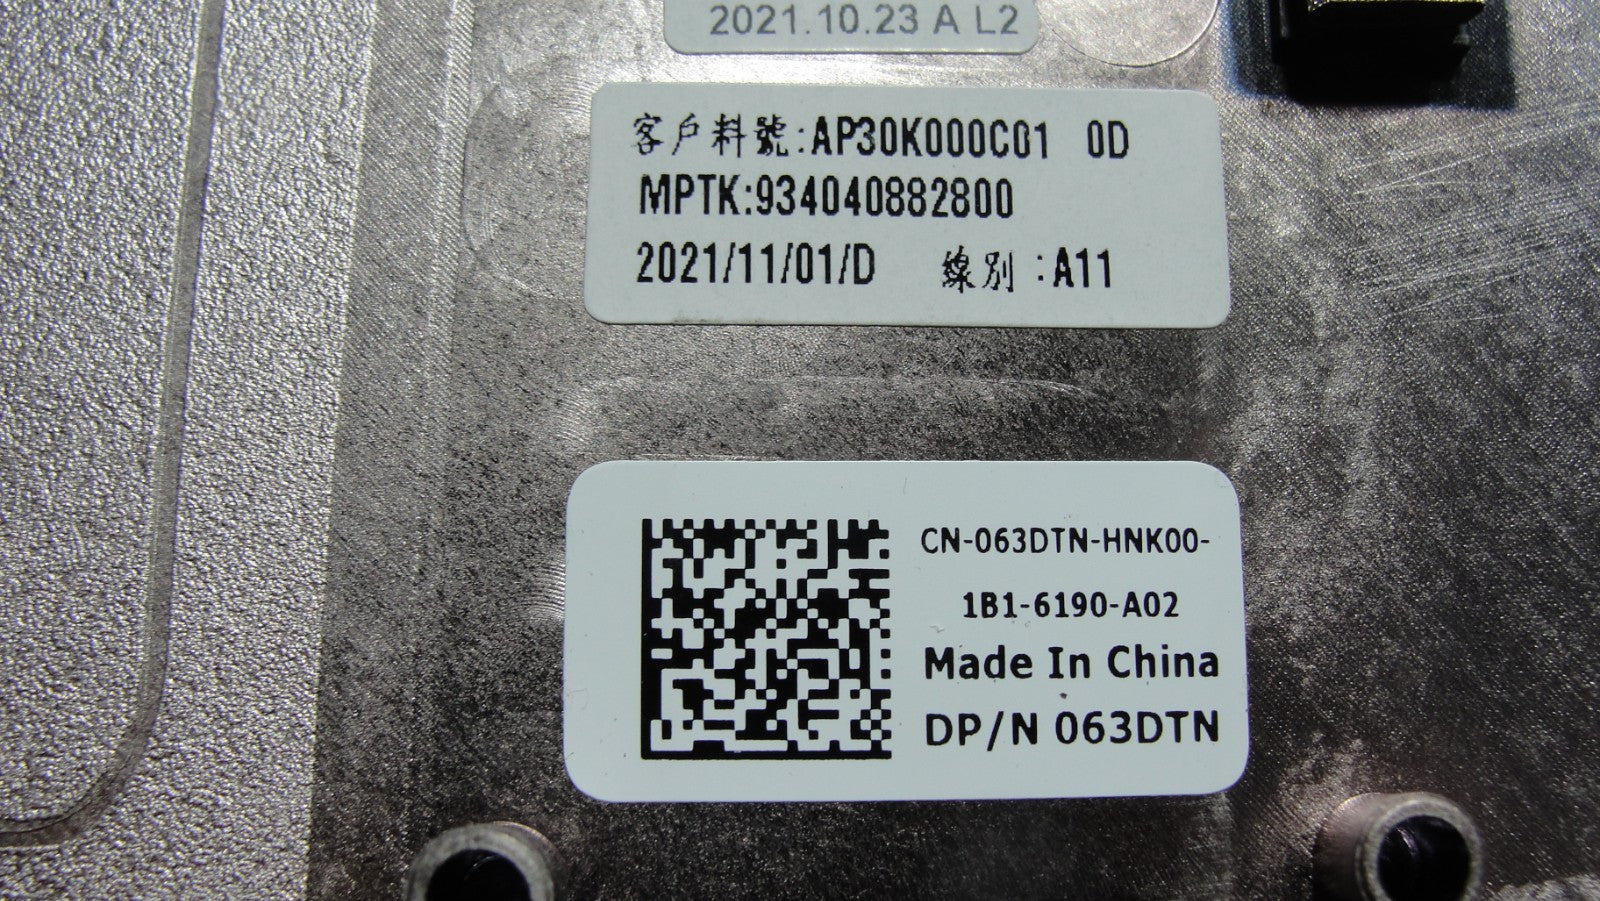 2021.10.23 A L2
客戶料號:AP30K000C01 0D
MPTK:934040882800
2021/11/01/D 線別:A11
CN-063DTN-HNK00-
1B1-6190-A02
Made In China
DP/N 063DTN